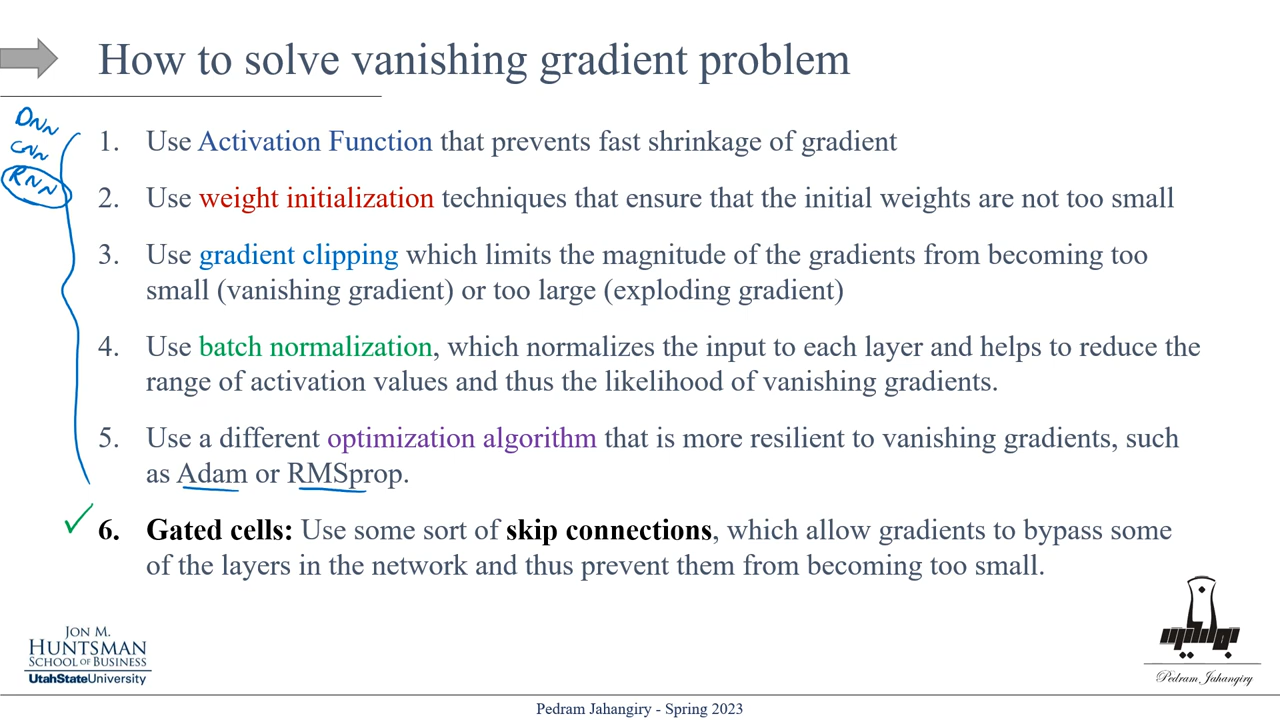 How to solve vanishing gradient problem
DNN
CNN
RNN
1. Use Activation Function that prevents fast shrinkage of gradient
2. Use weight initialization techniques that ensure that the initial weights are not too small
3. Use gradient clipping which limits the magnitude of the gradients from becoming too
small (vanishing gradient) or too large (exploding gradient)
4. Use batch normalization, which normalizes the input to each layer and helps to reduce the
range of activation values and thus the likelihood of vanishing gradients.
5. Use a different optimization algorithm that is more resilient to vanishing gradients, such
as Adam or RMSprop.
6. Gated cells: Use some sort of skip connections, which allow gradients to bypass some
of the layers in the network and thus prevent them from becoming too small.
JON M.
HUNTSMAN
SCHOOL OF BUSINESS
UtahStateUniversity
Pedram Jahangiry
Pedram Jahangiry - Spring 2023